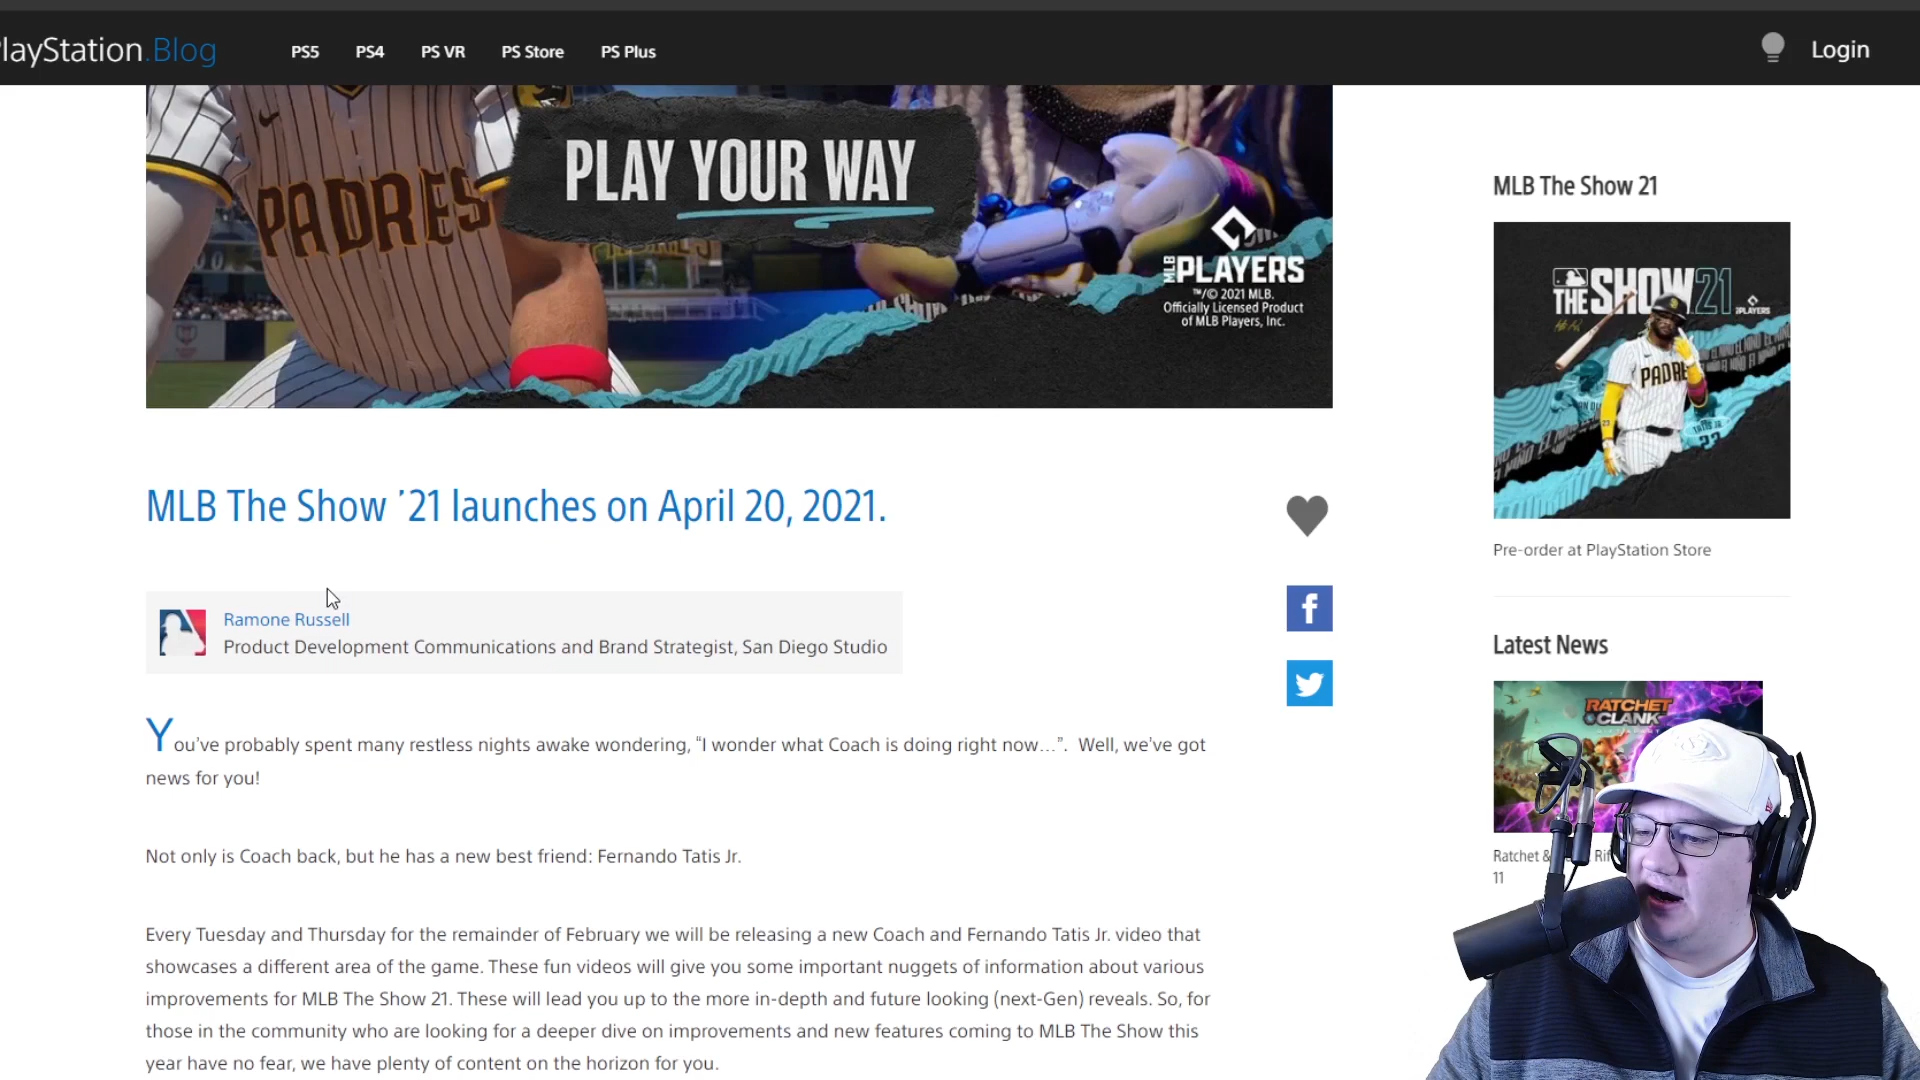 PlayStation.Blog
PS5
PS4
PS VR
PS Store
PS Plus
Login
PADRES
PLAY YOUR WAY
MLB PLAYERS
™/© 2021 MLB.
Officially Licensed Product
of MLB Players, Inc.
MLB The Show ’21 launches on April 20, 2021.
Ramone Russell
Product Development Communications and Brand Strategist, San Diego Studio
You’ve probably spent many restless nights awake wondering, “I wonder what Coach is doing right now…”.  Well, we’ve got
news for you!
Not only is Coach back, but he has a new best friend: Fernando Tatis Jr.
Every Tuesday and Thursday for the remainder of February we will be releasing a new Coach and Fernando Tatis Jr. video that
showcases a different area of the game. These fun videos will give you some important nuggets of information about various
improvements for MLB The Show 21. These will lead you up to the more in-depth and future looking (next-Gen) reveals. So, for
those in the community who are looking for a deeper dive on improvements and new features coming to MLB The Show this
year have no fear, we have plenty of content on the horizon for you.
MLB The Show 21
THE SHOW 21
PLAYERS
PADRES
Pre-order at PlayStation Store
Latest News
RATCHET
& CLANK
Ratchet &
11